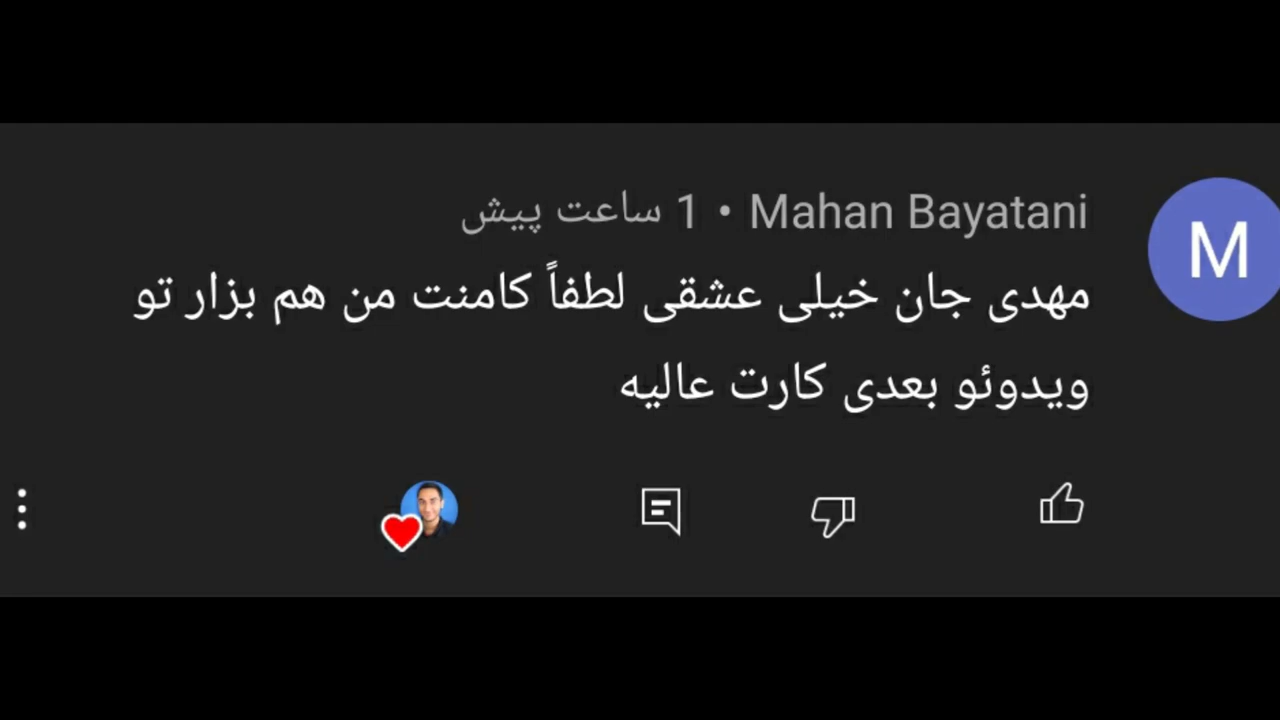 Mahan Bayatani • 1 ساعت پیش
M
مهدی جان خیلی عشقی لطفاً کامنت من هم بزار تو
ویدوئو بعدی کارت عالیه